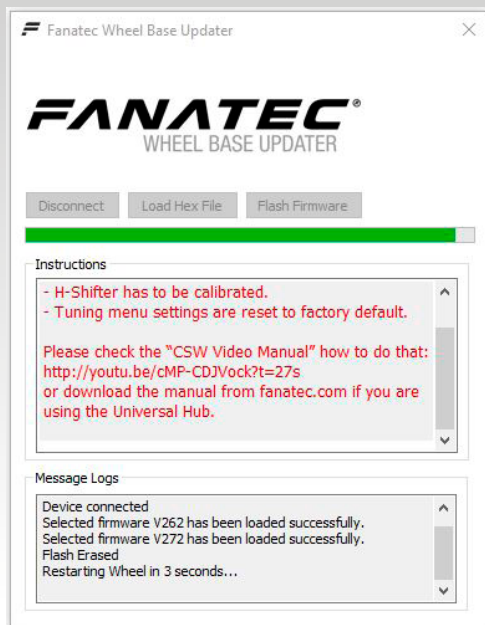 Fanatec Wheel Base Updater
FANATEC®
WHEEL BASE UPDATER
Disconnect
Load Hex File
Flash Firmware
Instructions
- H-Shifter has to be calibrated.
- Tuning menu settings are reset to factory default.
Please check the “CSW Video Manual” how to do that:
http://youtu.be/cMP-CDJVock?t=27s
or download the manual from fanatec.com if you are
using the Universal Hub.
Message Logs
Device connected
Selected firmware V262 has been loaded successfully.
Selected firmware V272 has been loaded successfully.
Flash Erased
Restarting Wheel in 3 seconds...